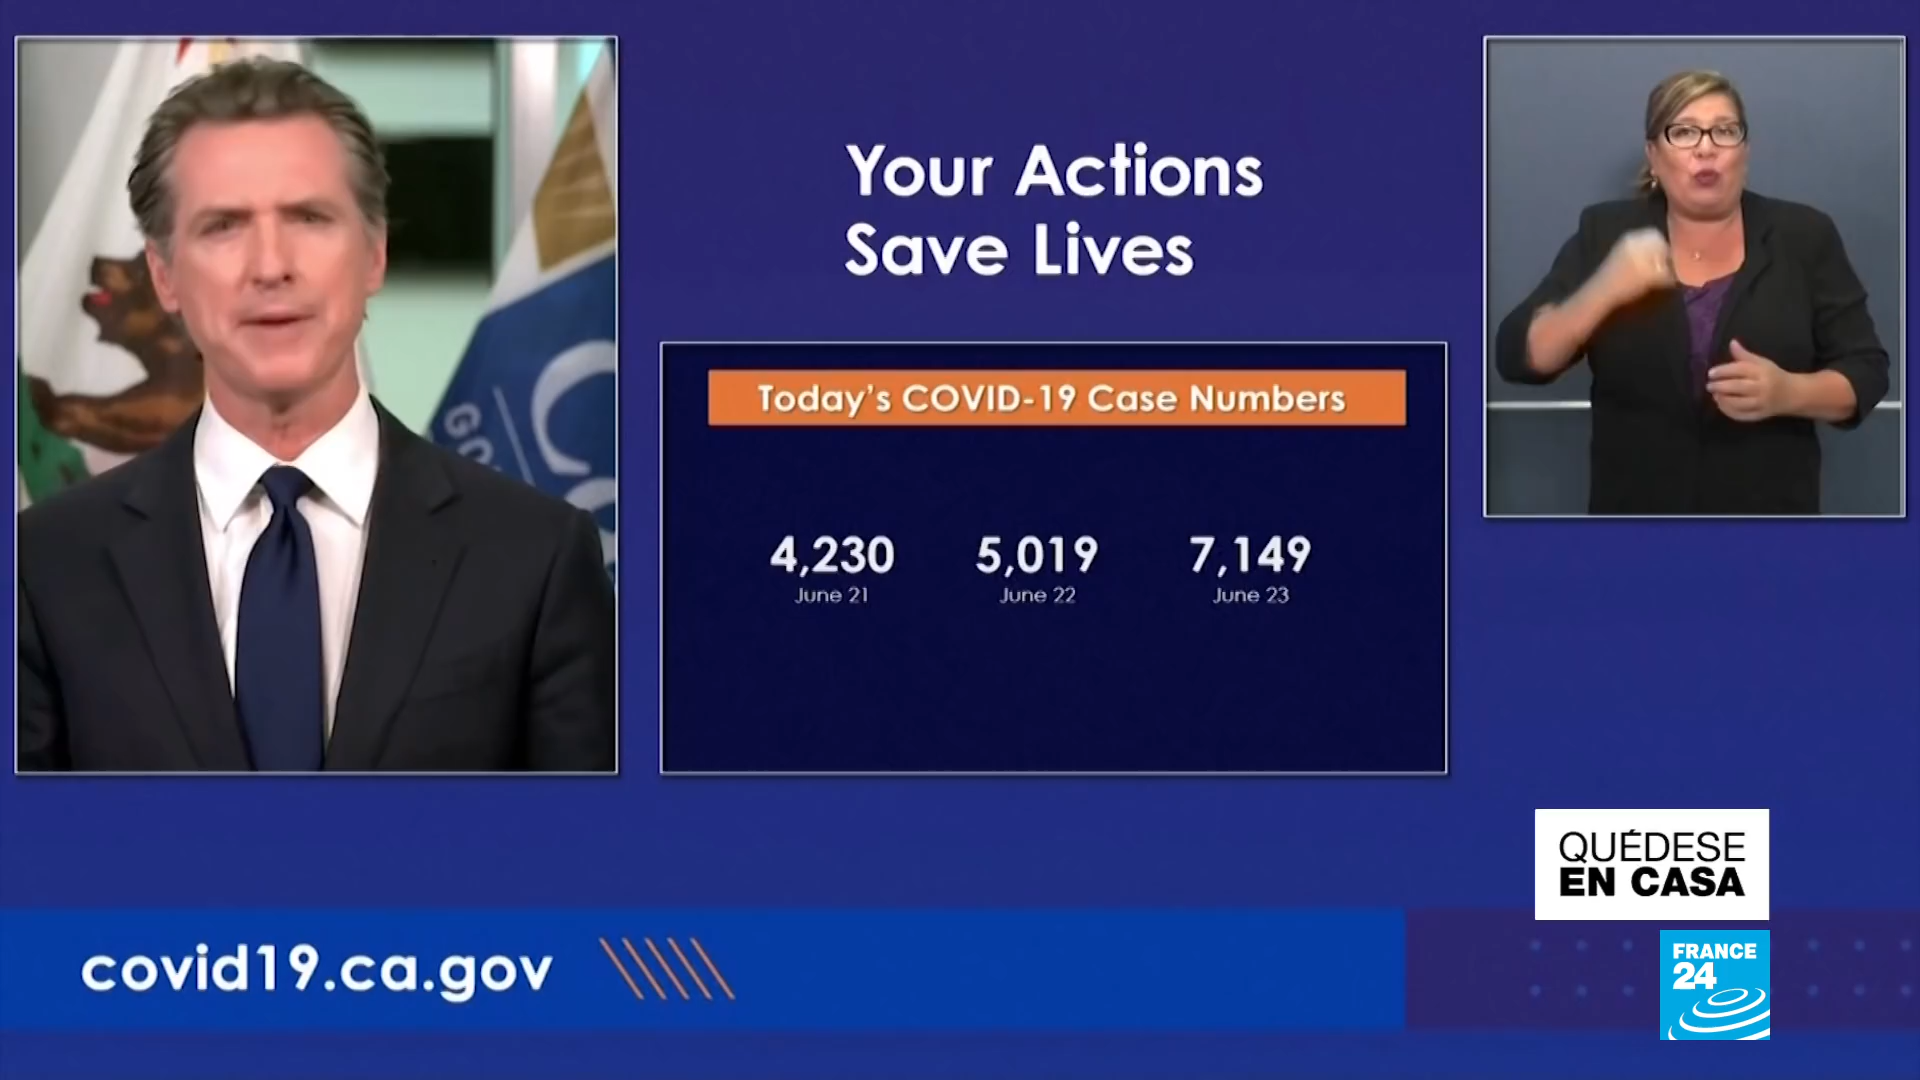 Your Actions
Save Lives
Today's COVID-19 Case Numbers
4,230 5,019 7,149
June 21 June 22 June 23
QUÉDESE
EN CASA
covid19.ca.gov
FRANCE
24